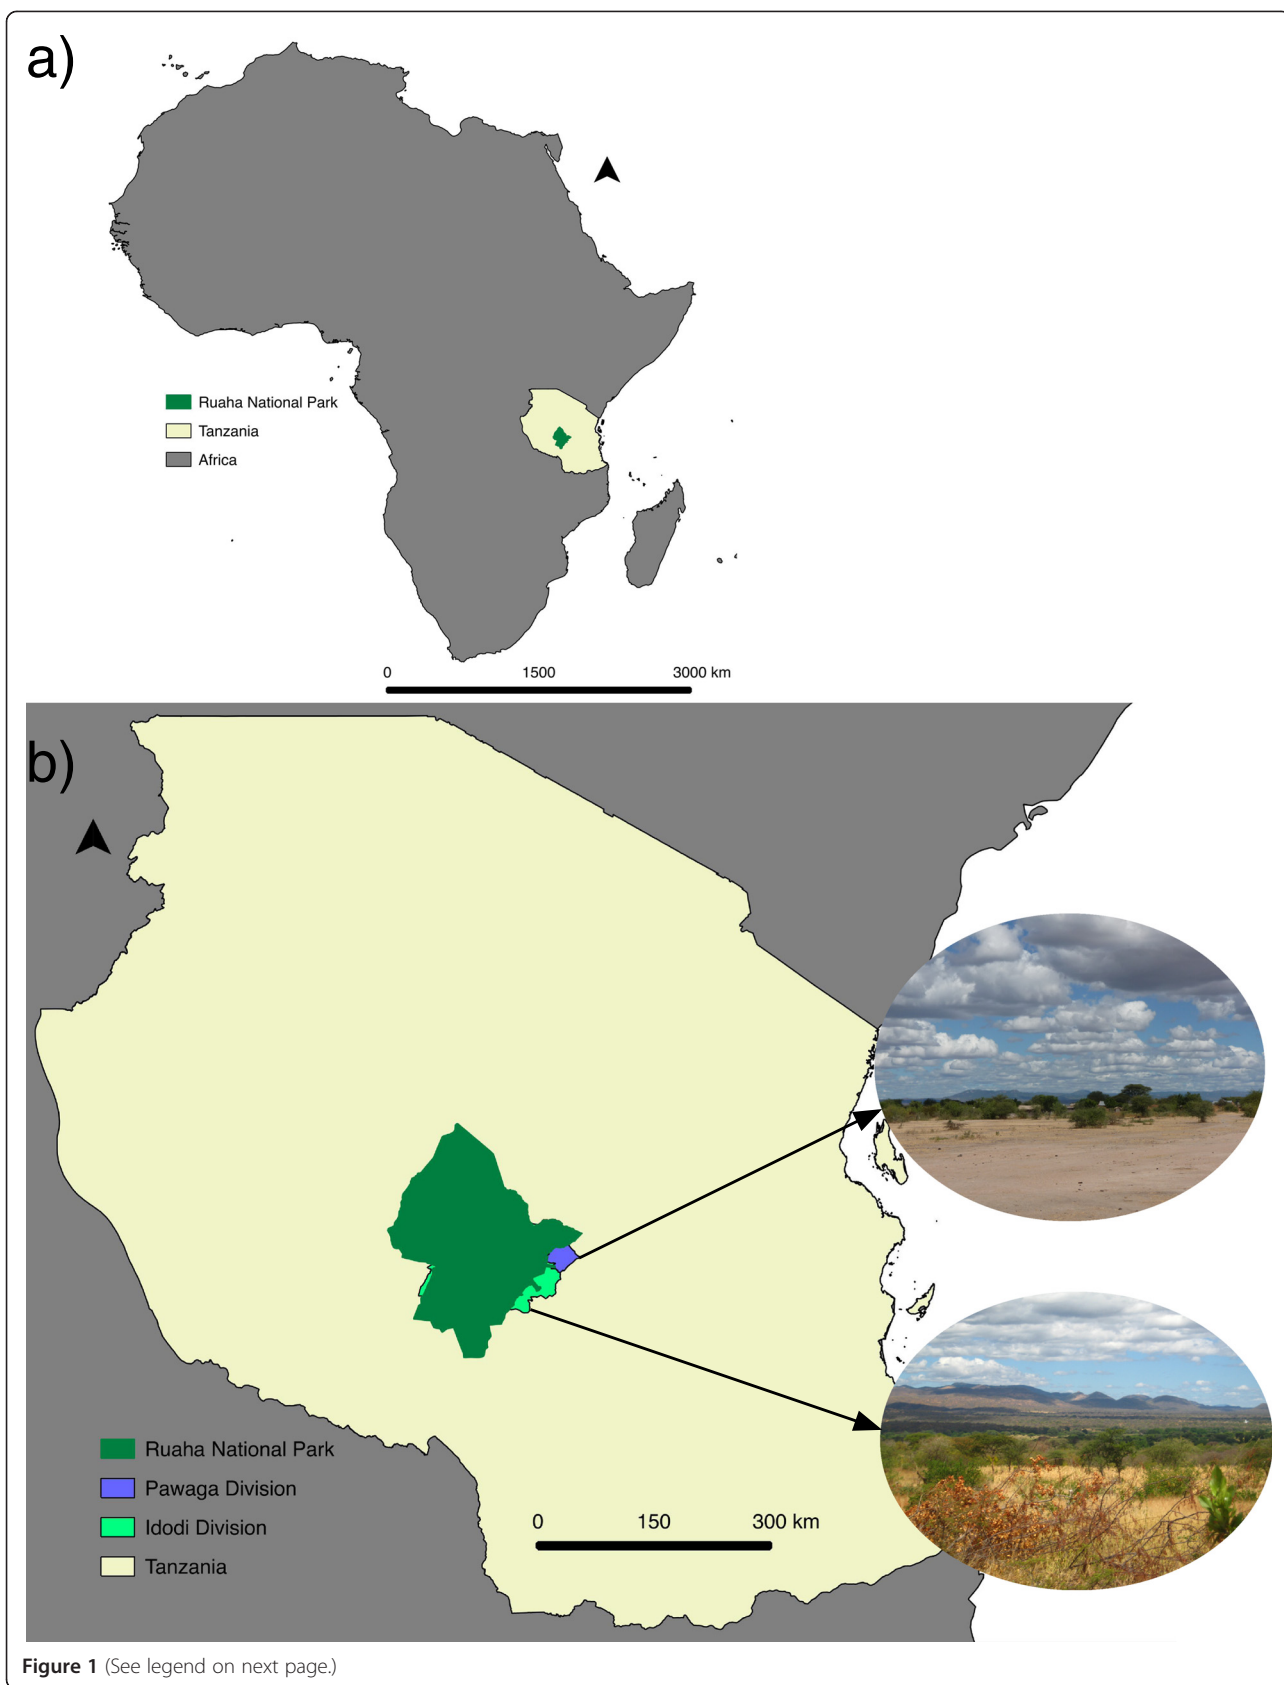 a)
Ruaha National Park
Tanzania
Africa
0 1500 3000 km
b)
Ruaha National Park
Pawaga Division
Idodi Division
Tanzania
0 150 300 km
Figure 1 (See legend on next page.)